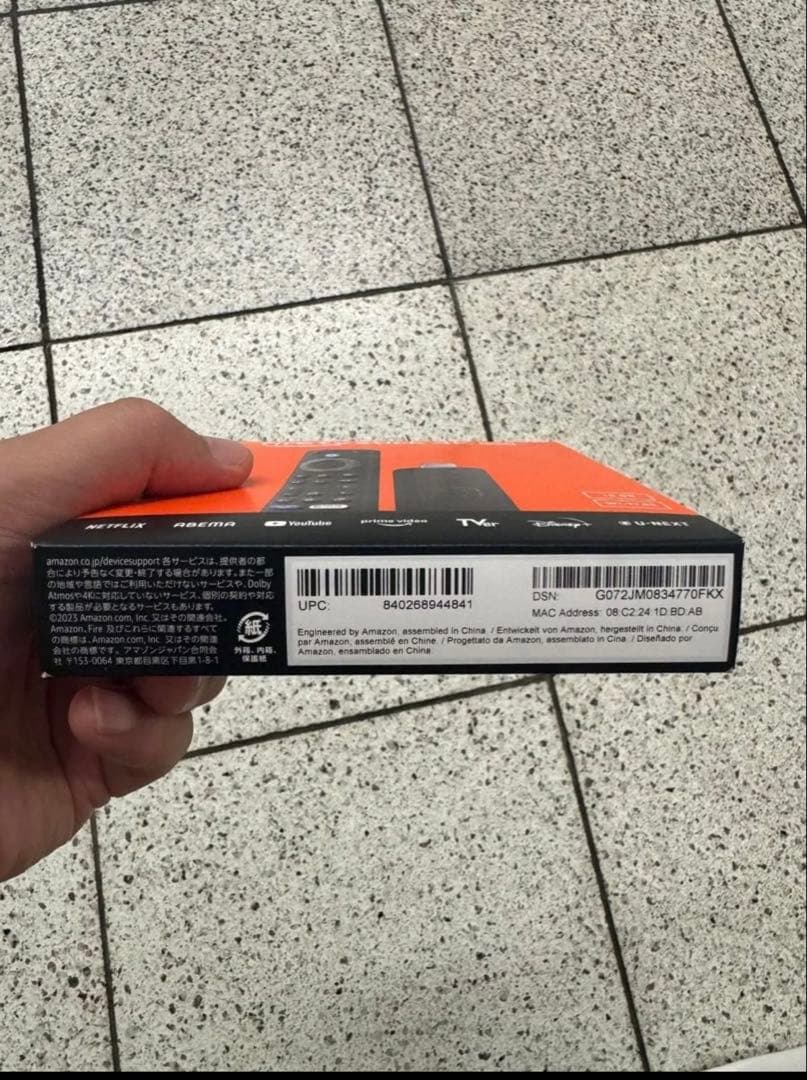 NETFLIX ABEMA YouTube prime video TVer Disney+ U-NEXT
amazon.co.jp/devicesupport 各サービスは、提供者の都
合により予告なく変更・終了する場合があります。また一部
の地域や言語ではご利用いただけないサービスや、Dolby
Atmosや4Kに対応していないサービス、個別の契約や対応
する製品が必要となるサービスもあります。
©2023 Amazon.com, Inc. 又はその関連会社。
Amazon、Fire 及びこれらに関連するすべて
の商標は、Amazon.com, Inc. 又はその関連
会社の商標です。アマゾンジャパン合同会
社 〒153-0064 東京都目黒区下目黒1-8-1
紙
外箱、内箱、
保護紙
UPC: 840268944841
DSN: G072JM0834770FKX
MAC Address: 08:C2:24:1D:BD:AB
Engineered by Amazon, assembled in China. / Entwickelt von Amazon, hergestellt in China. / Conçu
par Amazon, assemblé en Chine. / Progettato da Amazon, assemblato in Cina. / Diseñado por
Amazon, ensamblado en China.